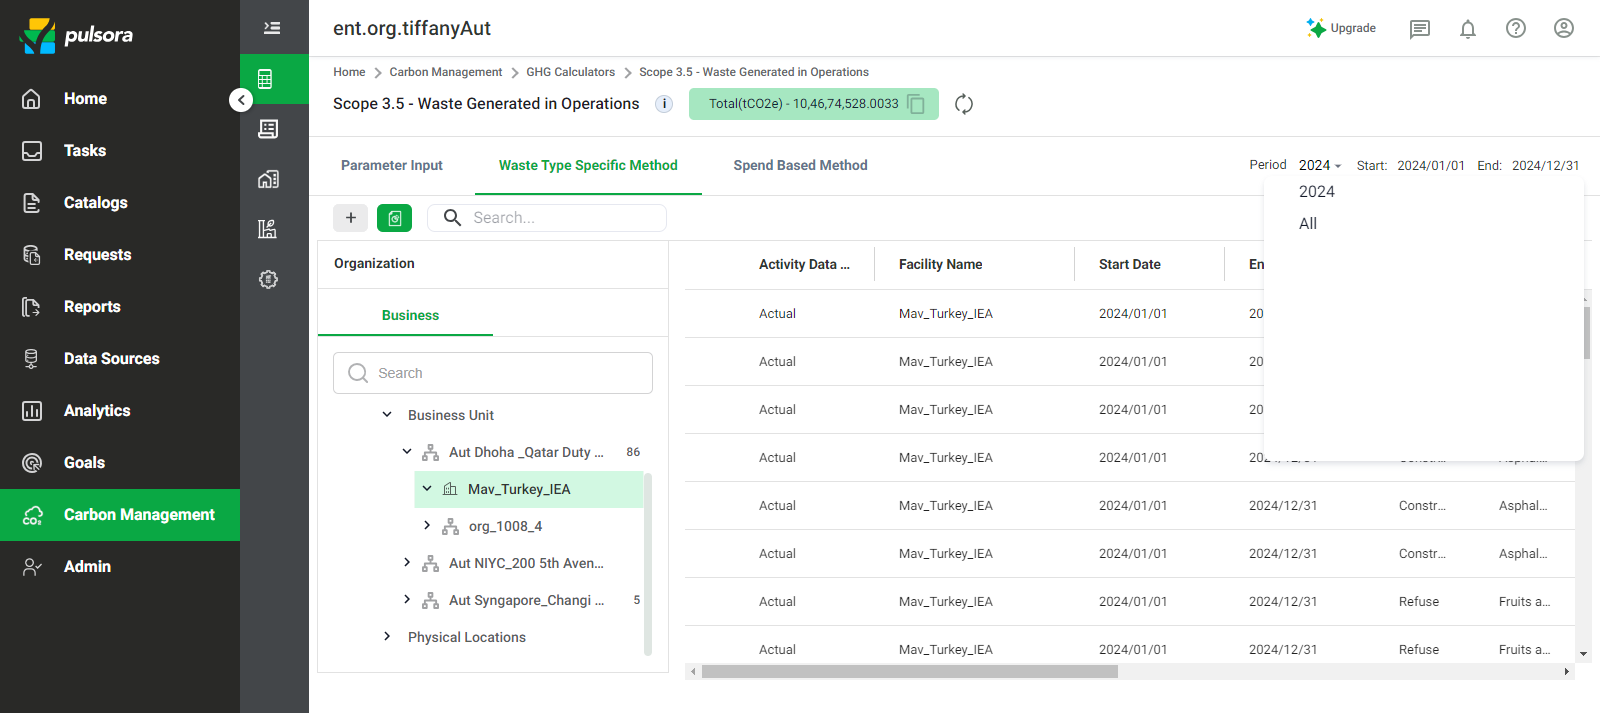 pulsora
ent.org.tiffanyAut
Upgrade
Home
Tasks
Catalogs
Requests
Reports
Data Sources
Analytics
Goals
Carbon Management
Admin
Home > Carbon Management > GHG Calculators > Scope 3.5 - Waste Generated in Operations
Scope 3.5 - Waste Generated in Operations
i
Total(tCO2e) - 10,46,74,528.0033
Parameter Input
Waste Type Specific Method
Spend Based Method
Period 2024 Start: 2024/01/01 End: 2024/12/31
2024
All
+
Search...
Organization
Business
Search
Business Unit
Aut Dhoha _Qatar Duty ... 86
Mav_Turkey_IEA
org_1008_4
Aut NIYC_200 5th Aven...
Aut Syngapore_Changi ... 5
Physical Locations
Activity Data ... Facility Name Start Date En
Actual Mav_Turkey_IEA 2024/01/01 20
Actual Mav_Turkey_IEA 2024/01/01 20
Actual Mav_Turkey_IEA 2024/01/01 20
Actual Mav_Turkey_IEA 2024/01/01 2024/12/31 Constr... Asphal...
Actual Mav_Turkey_IEA 2024/01/01 2024/12/31 Constr... Asphal...
Actual Mav_Turkey_IEA 2024/01/01 2024/12/31 Constr... Asphal...
Actual Mav_Turkey_IEA 2024/01/01 2024/12/31 Refuse Fruits a...
Actual Mav_Turkey_IEA 2024/01/01 2024/12/31 Refuse Fruits a...